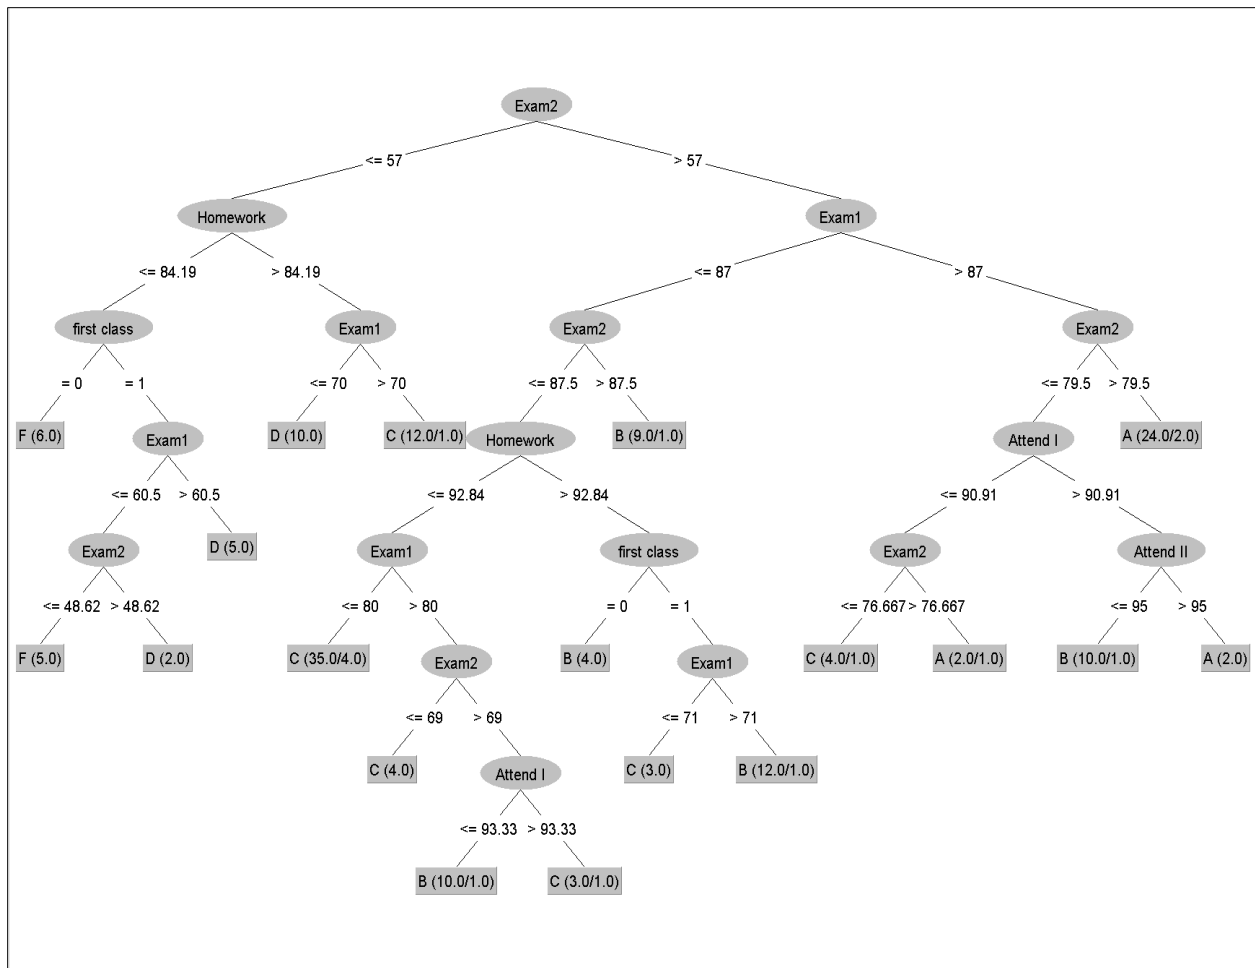 Exam2
<= 57 > 57
Homework Exam1
<= 84.19 > 84.19 <= 87 > 87
first class Exam1 Exam2 Exam2
= 0 = 1 <= 70 > 70 <= 87.5 > 87.5 <= 79.5 > 79.5
F (6.0) Exam1 D (10.0) C (12.0/1.0) Homework B (9.0/1.0) Attend I A (24.0/2.0)
<= 60.5 > 60.5 <= 92.84 > 92.84 <= 90.91 > 90.91
Exam2 D (5.0) Exam1 first class Exam2 Attend II
<= 48.62 > 48.62 <= 80 > 80 = 0 = 1 <= 76.667 > 76.667 <= 95 > 95
F (5.0) D (2.0) C (35.0/4.0) Exam2 B (4.0) Exam1 C (4.0/1.0) A (2.0/1.0) B (10.0/1.0) A (2.0)
<= 69 > 69 <= 71 > 71
C (4.0) Attend I C (3.0) B (12.0/1.0)
<= 93.33 > 93.33
B (10.0/1.0) C (3.0/1.0)